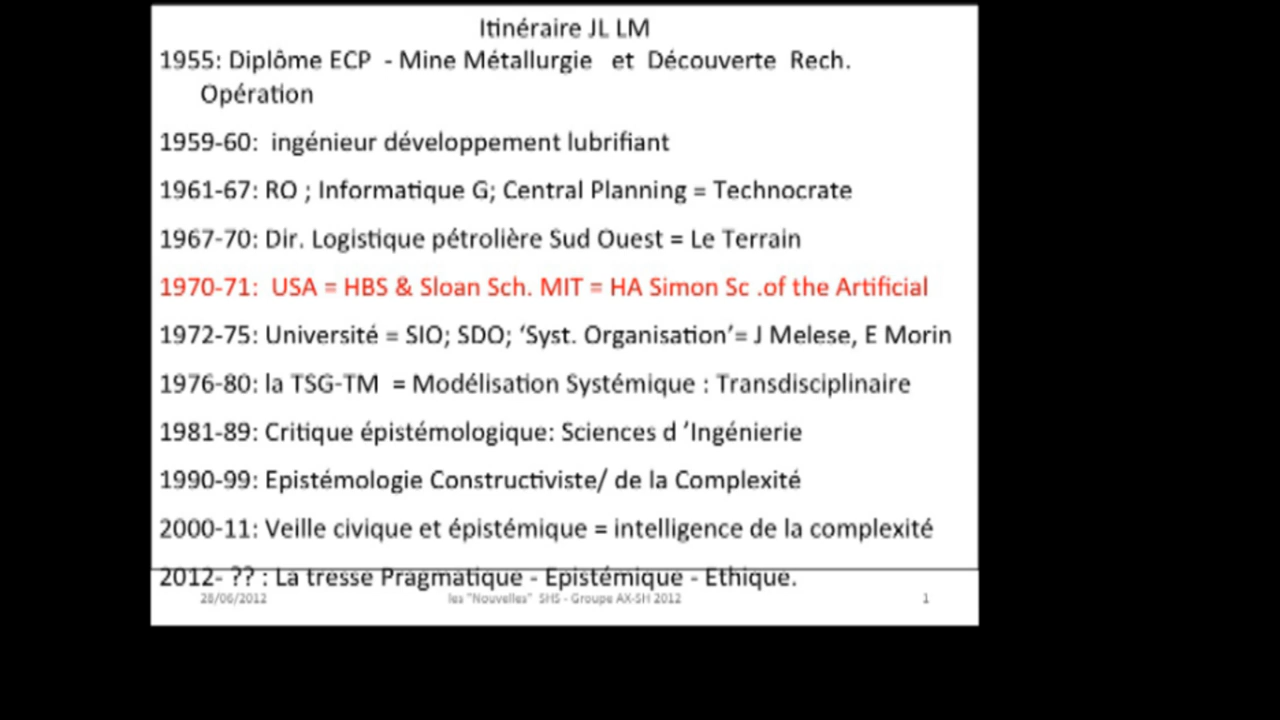 Itinéraire JL LM
1955: Diplôme ECP - Mine Métallurgie et Découverte Rech.
Opération
1959-60: ingénieur développement lubrifiant
1961-67: RO ; Informatique G; Central Planning = Technocrate
1967-70: Dir. Logistique pétrolière Sud Ouest = Le Terrain
1970-71: USA = HBS & Sloan Sch. MIT = HA Simon Sc .of the Artificial
1972-75: Université = SIO; SDO; ‘Syst. Organisation’= J Melese, E Morin
1976-80: la TSG-TM = Modélisation Systémique : Transdisciplinaire
1981-89: Critique épistémologique: Sciences d ’Ingénierie
1990-99: Epistémologie Constructiviste/ de la Complexité
2000-11: Veille civique et épistémique = intelligence de la complexité
2012- ?? : La tresse Pragmatique - Epistémique - Ethique.
28/06/2012 les "Nouvelles" SHS - Groupe AX-SH 2012 1